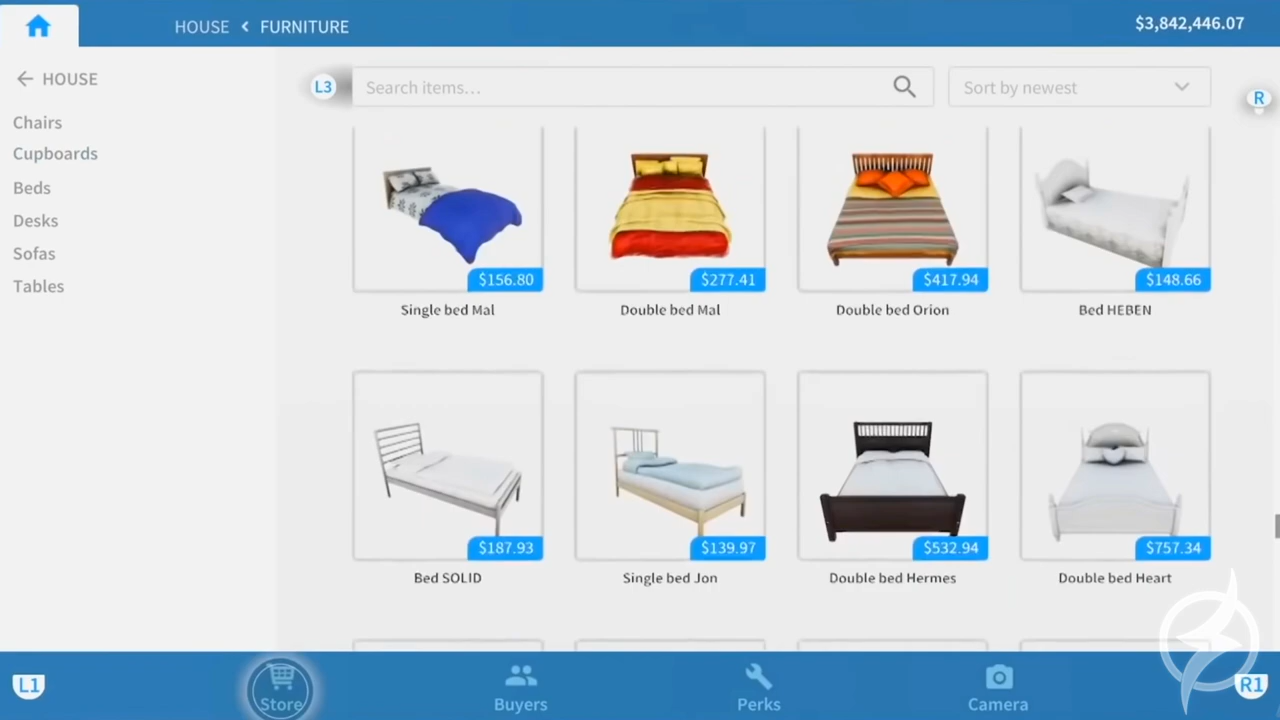 HOUSE < FURNITURE
$3,842,446.07
← HOUSE
Chairs
Cupboards
Beds
Desks
Sofas
Tables
L3
Search items...
Sort by newest
R
$156.80
$277.41
$417.94
$148.66
Single bed Mal
Double bed Mal
Double bed Orion
Bed HEBEN
$187.93
$139.97
$532.94
$757.34
Bed SOLID
Single bed Jon
Double bed Hermes
Double bed Heart
L1
Store
Buyers
Perks
Camera
R1